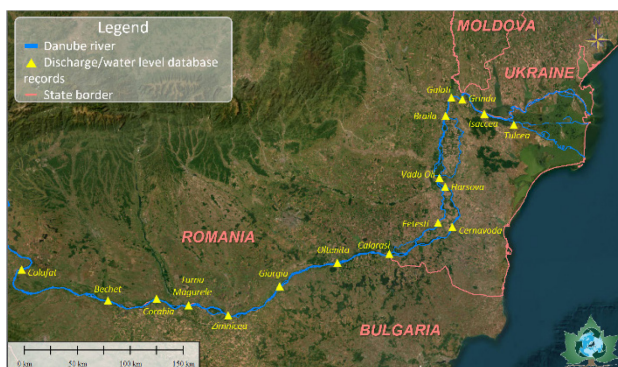 Legend
Danube river
Discharge/water level database
records
State border
MOLDOVA
UKRAINE
ROMANIA
BULGARIA
Galati
Grindu
Braila
Isaccea
Tulcea
Vadu Oii
Harsova
Fetesti
Cernavoda
Calarasi
Oltenita
Giurgiu
Zimnicea
Turnu
Magurele
Corabia
Bechet
Calafat
0 km
50 km
100 km
150 km